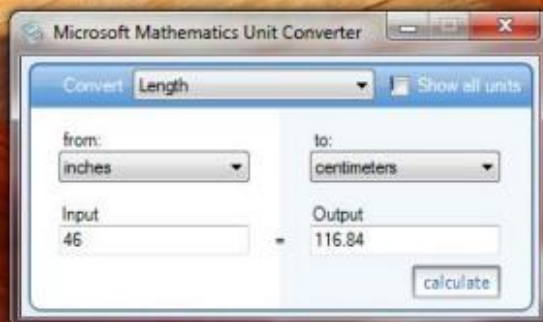 Microsoft Mathematics Unit Converter
Convert Length Show all units
from: to:
inches centimeters
Input Output
46 = 116.84
calculate